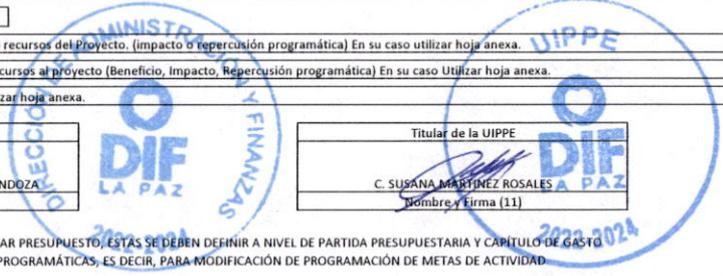 recursos del Proyecto. (impacto o repercusión programática) En su caso utilizar hoja anexa.
cursos al proyecto (Beneficio, Impacto, Repercusión programática) En su caso Utilizar hoja anexa.
zar hoja anexa.
DIRECCIÓN DE ADMINISTRACIÓN Y FINANZAS
DIF
LA PAZ
2022-2024
UIPPE
DIF
LA PAZ
2022-2024
Titular de la UIPPE
NDOZA
C. SUSANA MARTINEZ ROSALES
Nombre y Firma (11)
AR PRESUPUESTO, ESTAS SE DEBEN DEFINIR A NIVEL DE PARTIDA PRESUPUESTARIA Y CAPÍTULO DE GASTO
PROGRAMÁTICAS, ES DECIR, PARA MODIFICACIÓN DE PROGRAMACIÓN DE METAS DE ACTIVIDAD